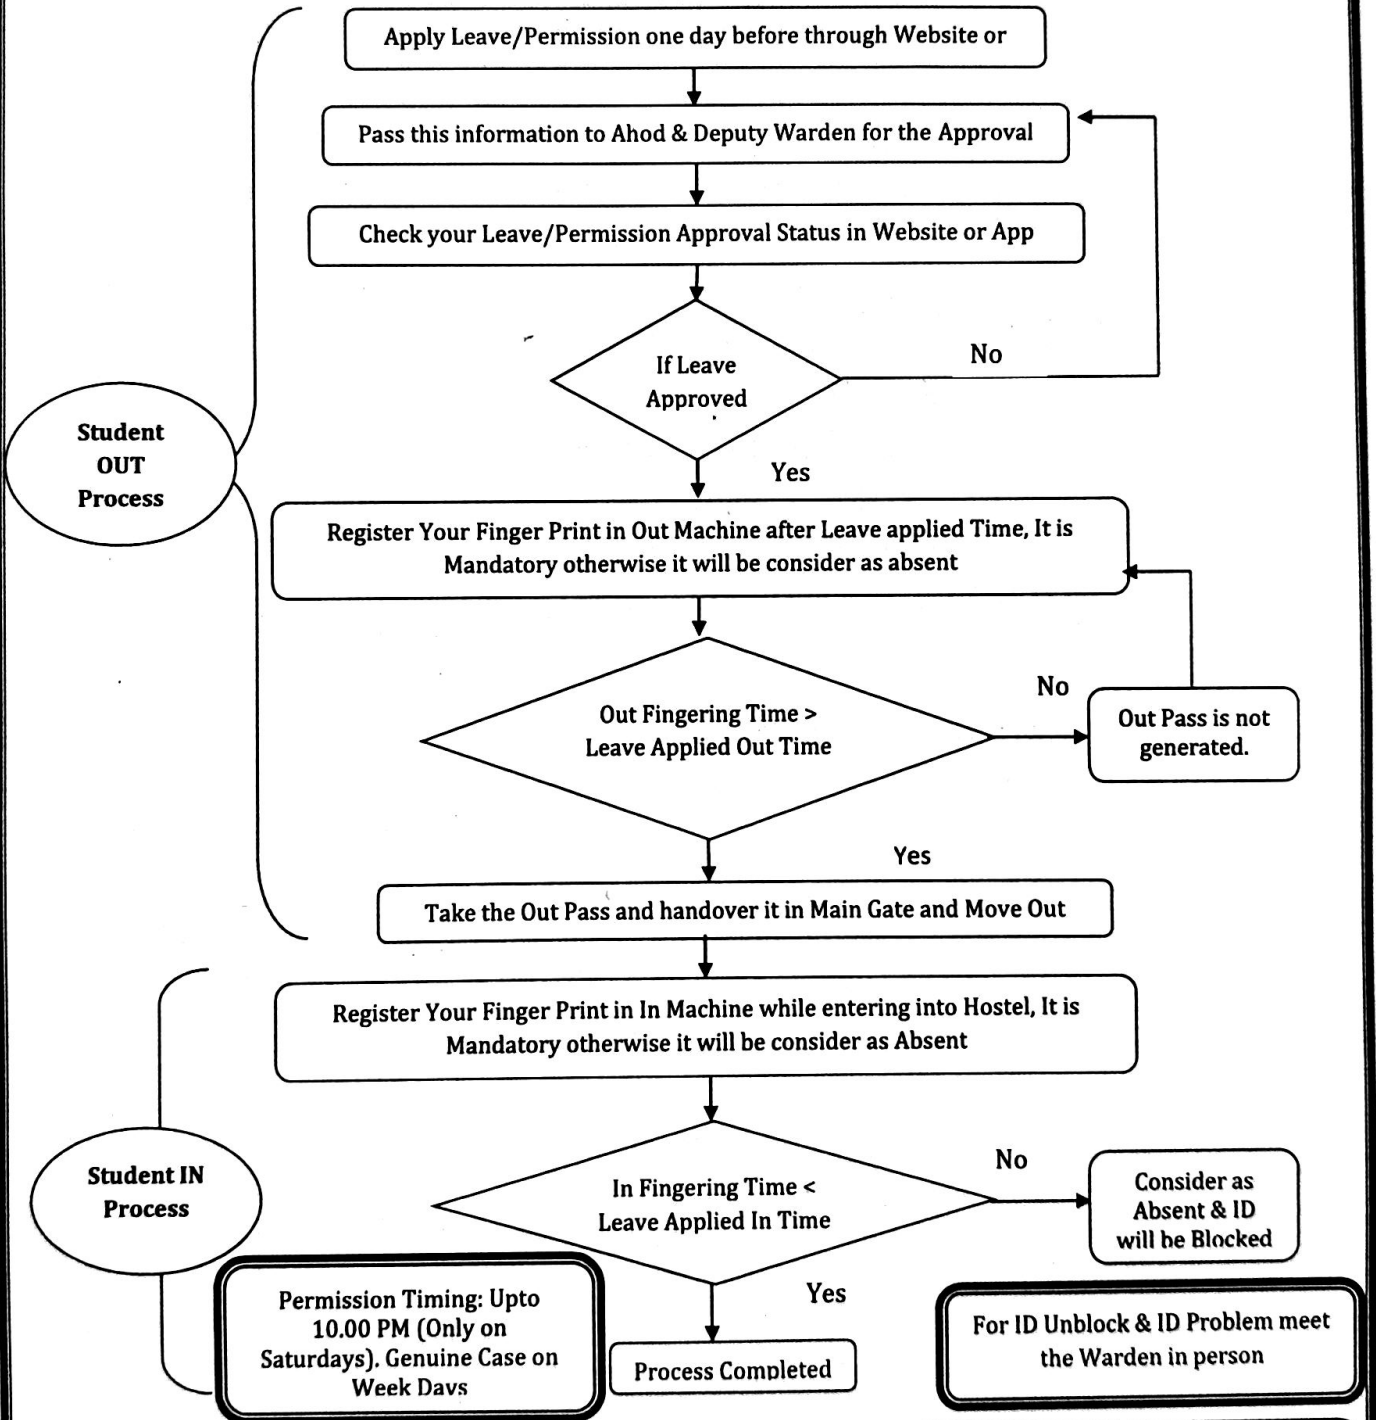 Apply Leave/Permission one day before through Website or
Pass this information to Ahod & Deputy Warden for the Approval
Check your Leave/Permission Approval Status in Website or App
If Leave
Approved
No
Yes
Student
OUT
Process
Register Your Finger Print in Out Machine after Leave applied Time, It is
Mandatory otherwise it will be consider as absent
Out Fingering Time >
Leave Applied Out Time
No
Out Pass is not
generated.
Yes
Take the Out Pass and handover it in Main Gate and Move Out
Register Your Finger Print in In Machine while entering into Hostel, It is
Mandatory otherwise it will be consider as Absent
Student IN
Process
In Fingering Time <
Leave Applied In Time
No
Consider as
Absent & ID
will be Blocked
Yes
Permission Timing: Upto
10.00 PM (Only on
Saturdays). Genuine Case on
Week Days
Process Completed
For ID Unblock & ID Problem meet
the Warden in person